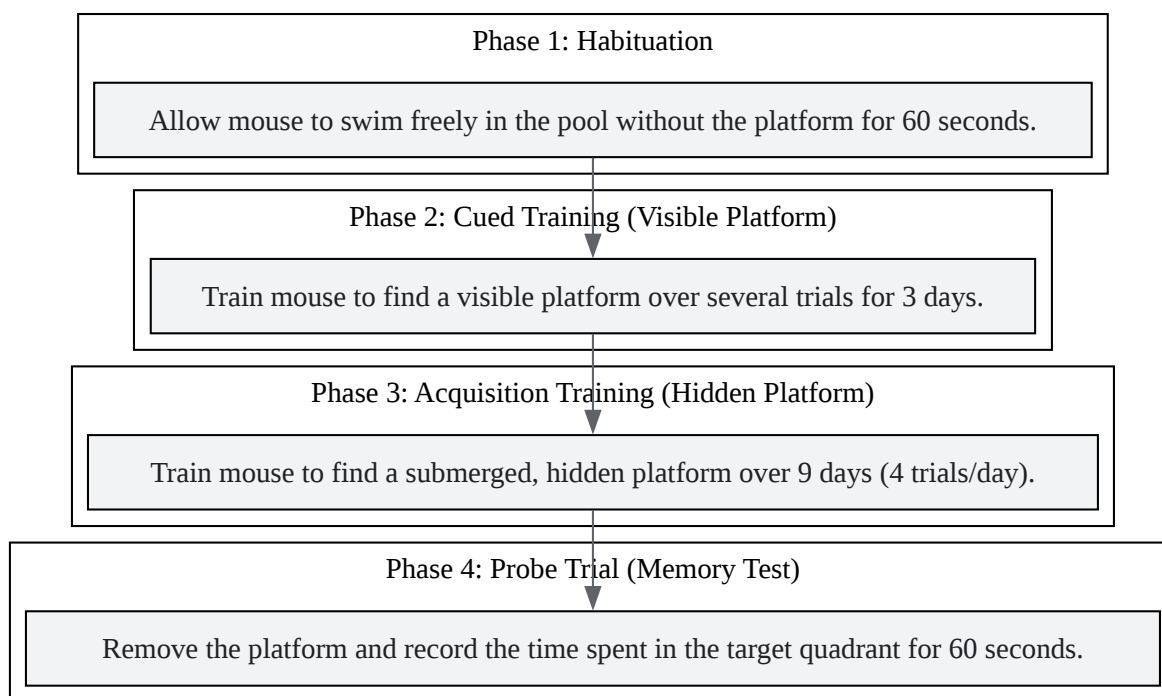 Phase 1: Habituation
Allow mouse to swim freely in the pool without the platform for 60 seconds.
Phase 2: Cued Training (Visible Platform)
Train mouse to find a visible platform over several trials for 3 days.
Phase 3: Acquisition Training (Hidden Platform)
Train mouse to find a submerged, hidden platform over 9 days (4 trials/day).
Phase 4: Probe Trial (Memory Test)
Remove the platform and record the time spent in the target quadrant for 60 seconds.